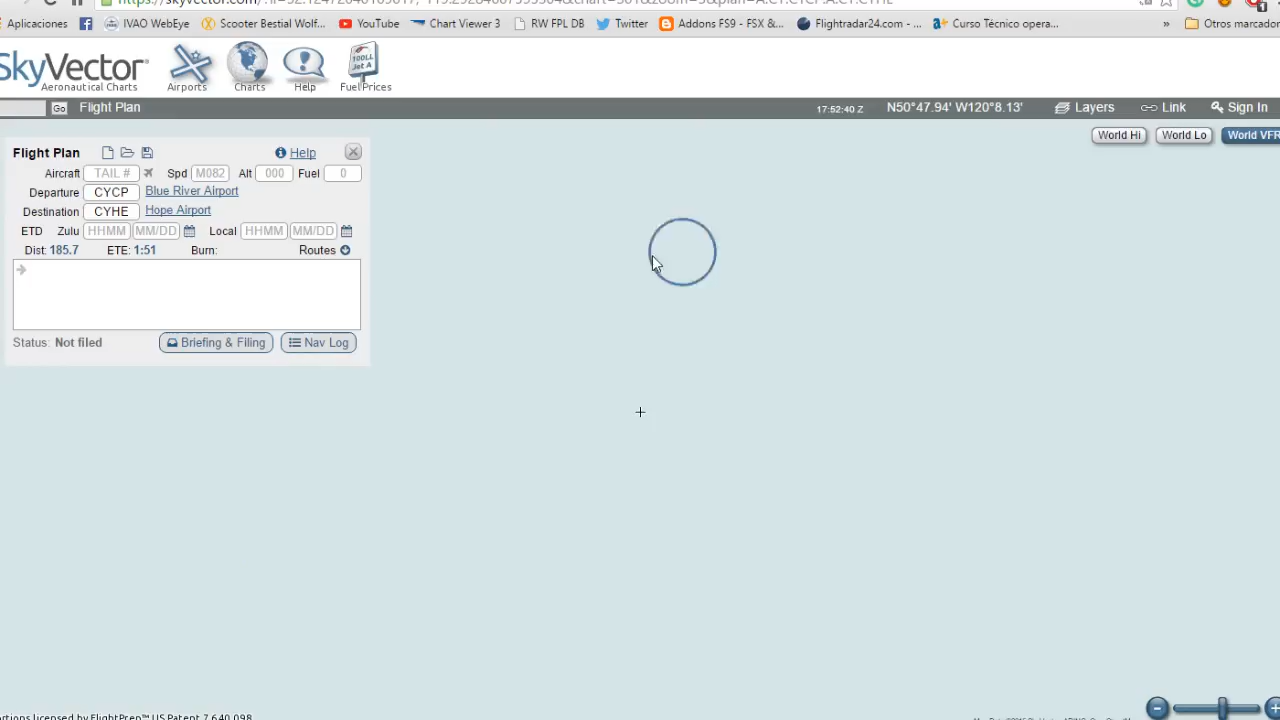 Aplicaciones IVAO WebEye Scooter Bestial Wolf... YouTube Chart Viewer 3 RW FPL DB Twitter Addons FS9 - FSX &... Flightradar24.com - ... Curso Técnico opera... » Otros marcador
SkyVector
Aeronautical Charts
Airports Charts Help Fuel Prices
100LL
Jet A
Go Flight Plan 17:52:40 Z N50°47.94' W120°8.13' Layers Link Sign In
World Hi World Lo World VFR
Flight Plan Help
Aircraft TAIL # Spd M082 Alt 000 Fuel 0
Departure CYCP Blue River Airport
Destination CYHE Hope Airport
ETD Zulu HHMM MM/DD Local HHMM MM/DD
Dist: 185.7 ETE: 1:51 Burn: Routes
Status: Not filed Briefing & Filing Nav Log
ortions licensed by FlightPrep™ US Patent 7,640,098